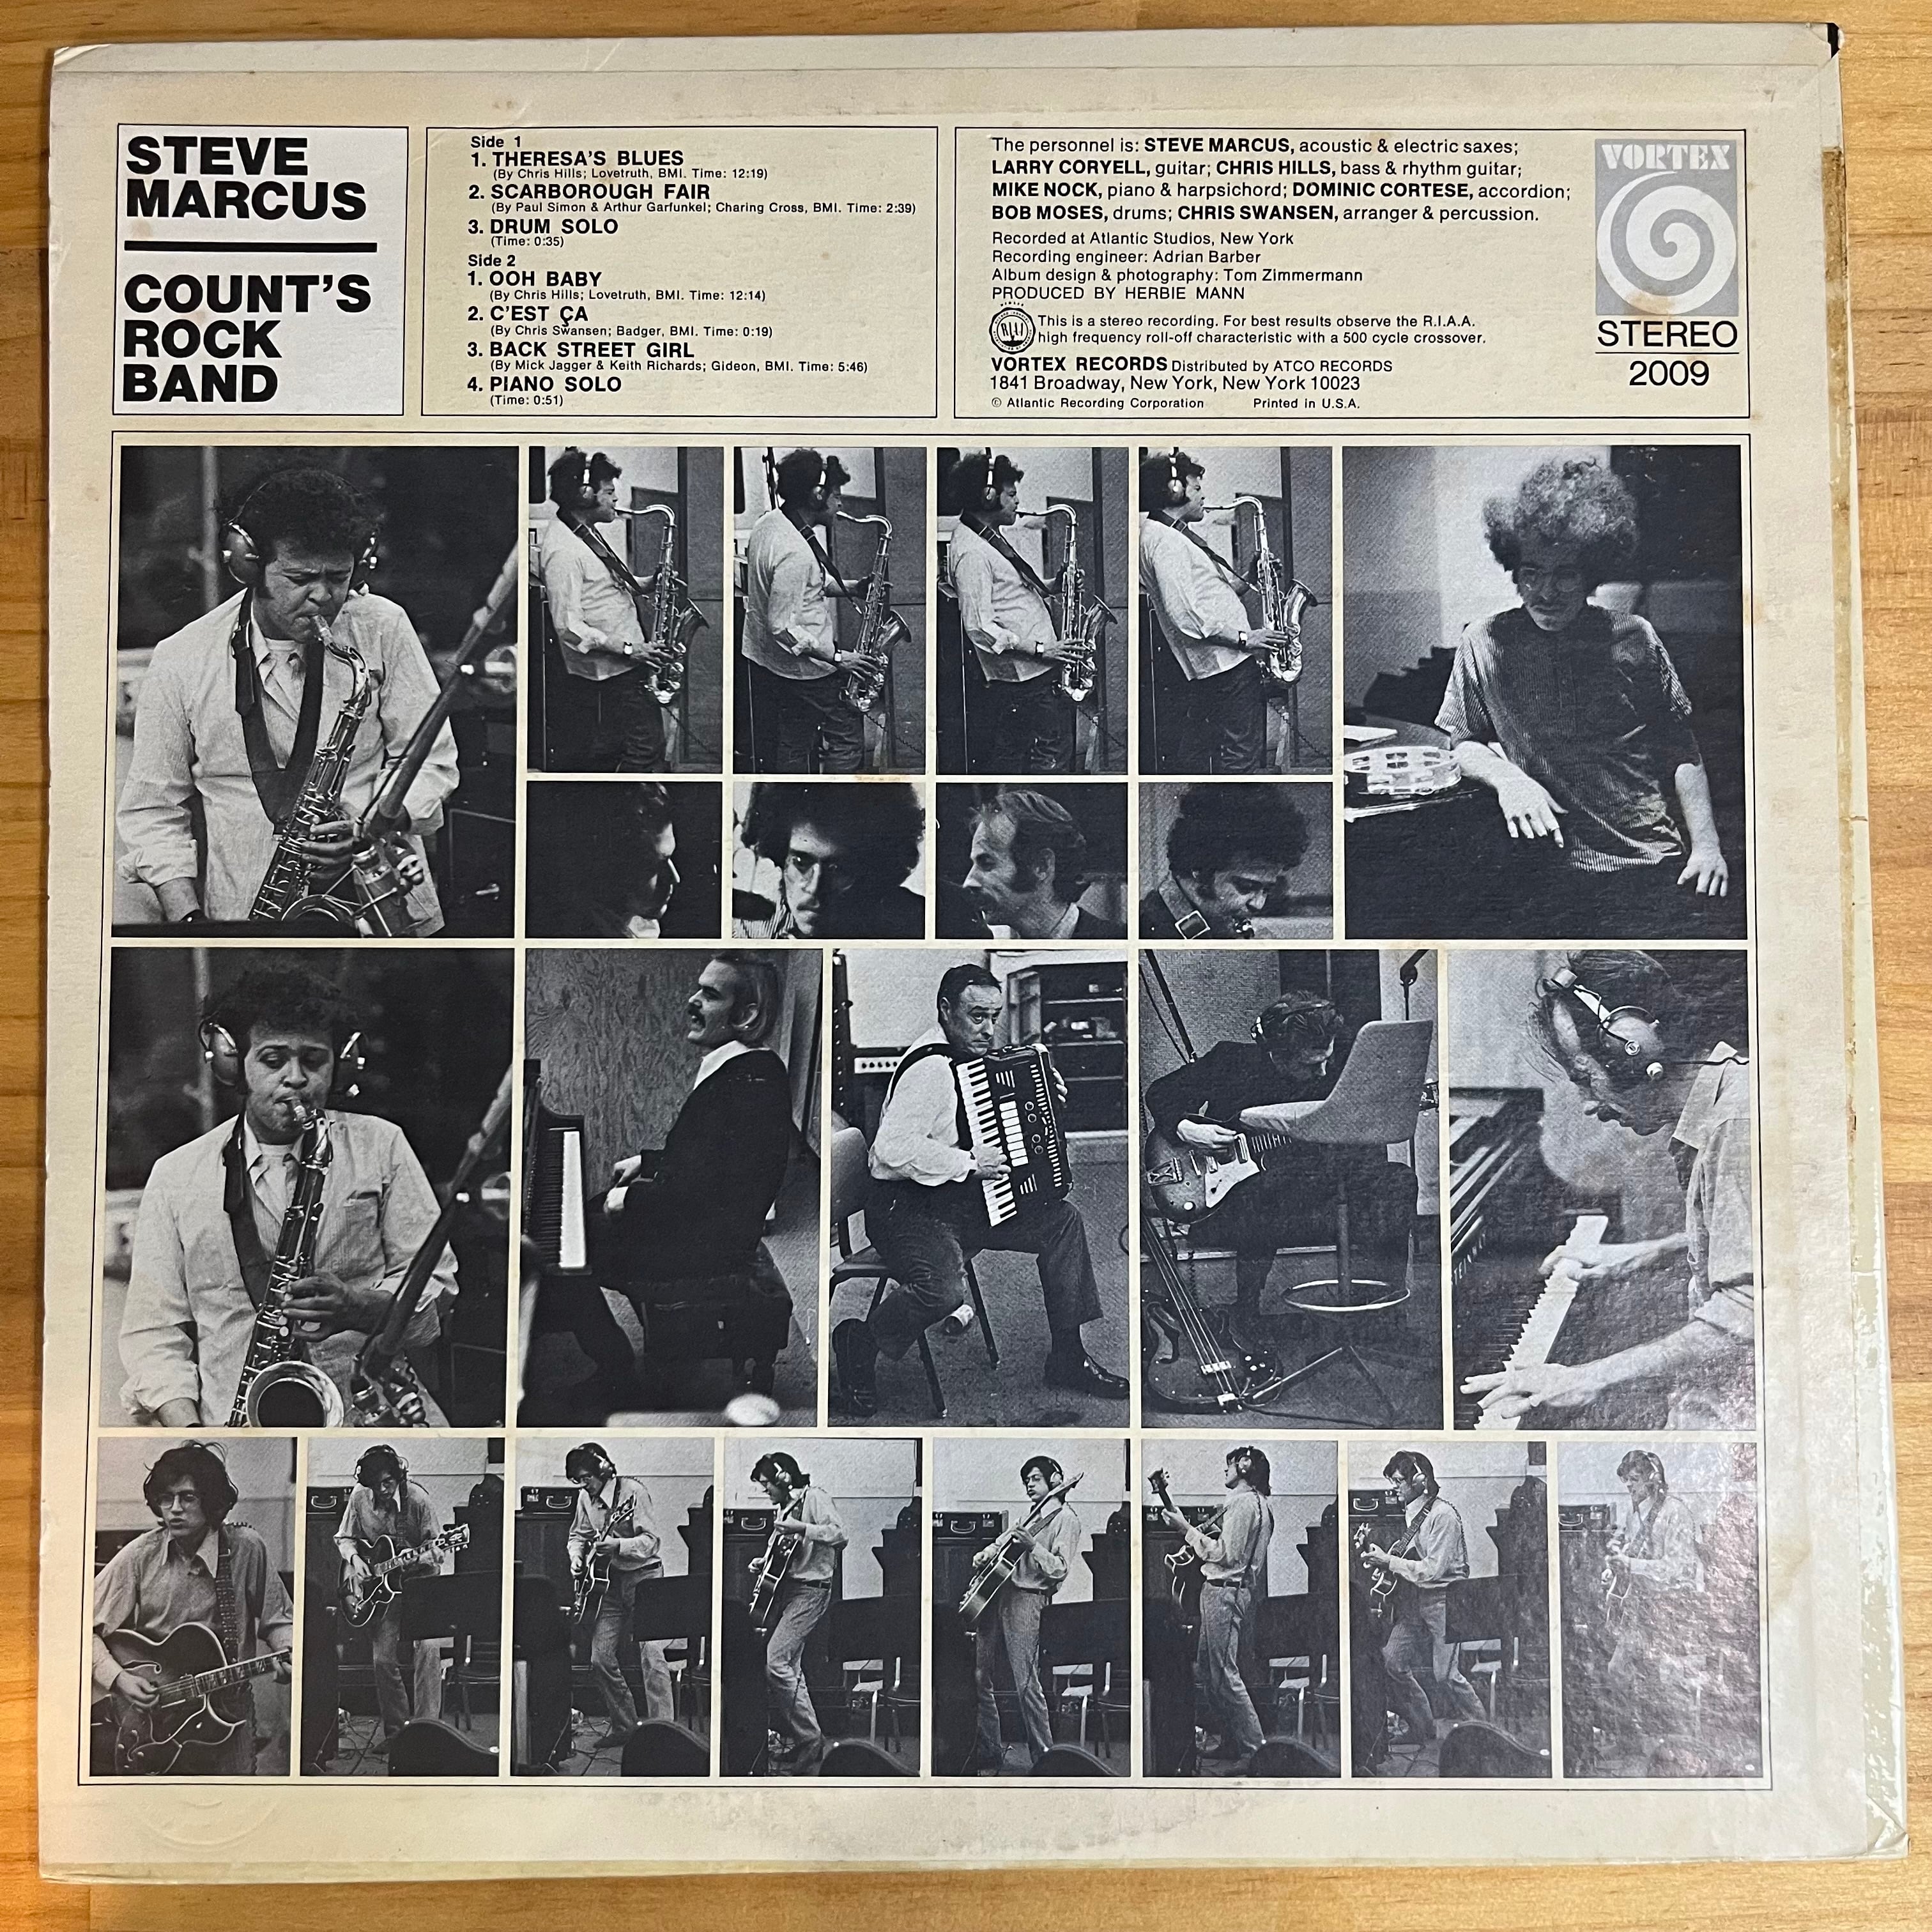 STEVE
MARCUS
COUNT'S
ROCK
BAND
Side 1
1. THERESA'S BLUES
(By Chris Hills; Lovetruth, BMI. Time: 12:19)
2. SCARBOROUGH FAIR
(By Paul Simon & Arthur Garfunkel; Charing Cross, BMI. Time: 2:39)
3. DRUM SOLO
(Time: 0:35)
Side 2
1. OOH BABY
(By Chris Hills; Lovetruth, BMI. Time: 12:14)
2. C'EST ÇA
(By Chris Swansen; Badger, BMI. Time: 0:19)
3. BACK STREET GIRL
(By Mick Jagger & Keith Richards; Gideon, BMI. Time: 5:46)
4. PIANO SOLO
(Time: 0:51)
The personnel is: STEVE MARCUS, acoustic & electric saxes;
LARRY CORYELL, guitar; CHRIS HILLS, bass & rhythm guitar;
MIKE NOCK, piano & harpsichord; DOMINIC CORTESE, accordion;
BOB MOSES, drums; CHRIS SWANSEN, arranger & percussion.
Recorded at Atlantic Studios, New York
Recording engineer: Adrian Barber
Album design & photography: Tom Zimmermann
PRODUCED BY HERBIE MANN
This is a stereo recording. For best results observe the R.I.A.A.
high frequency roll-off characteristic with a 500 cycle crossover.
VORTEX RECORDS Distributed by ATCO RECORDS
1841 Broadway, New York, New York 10023
© Atlantic Recording Corporation Printed in U.S.A.
VORTEX
STEREO
2009